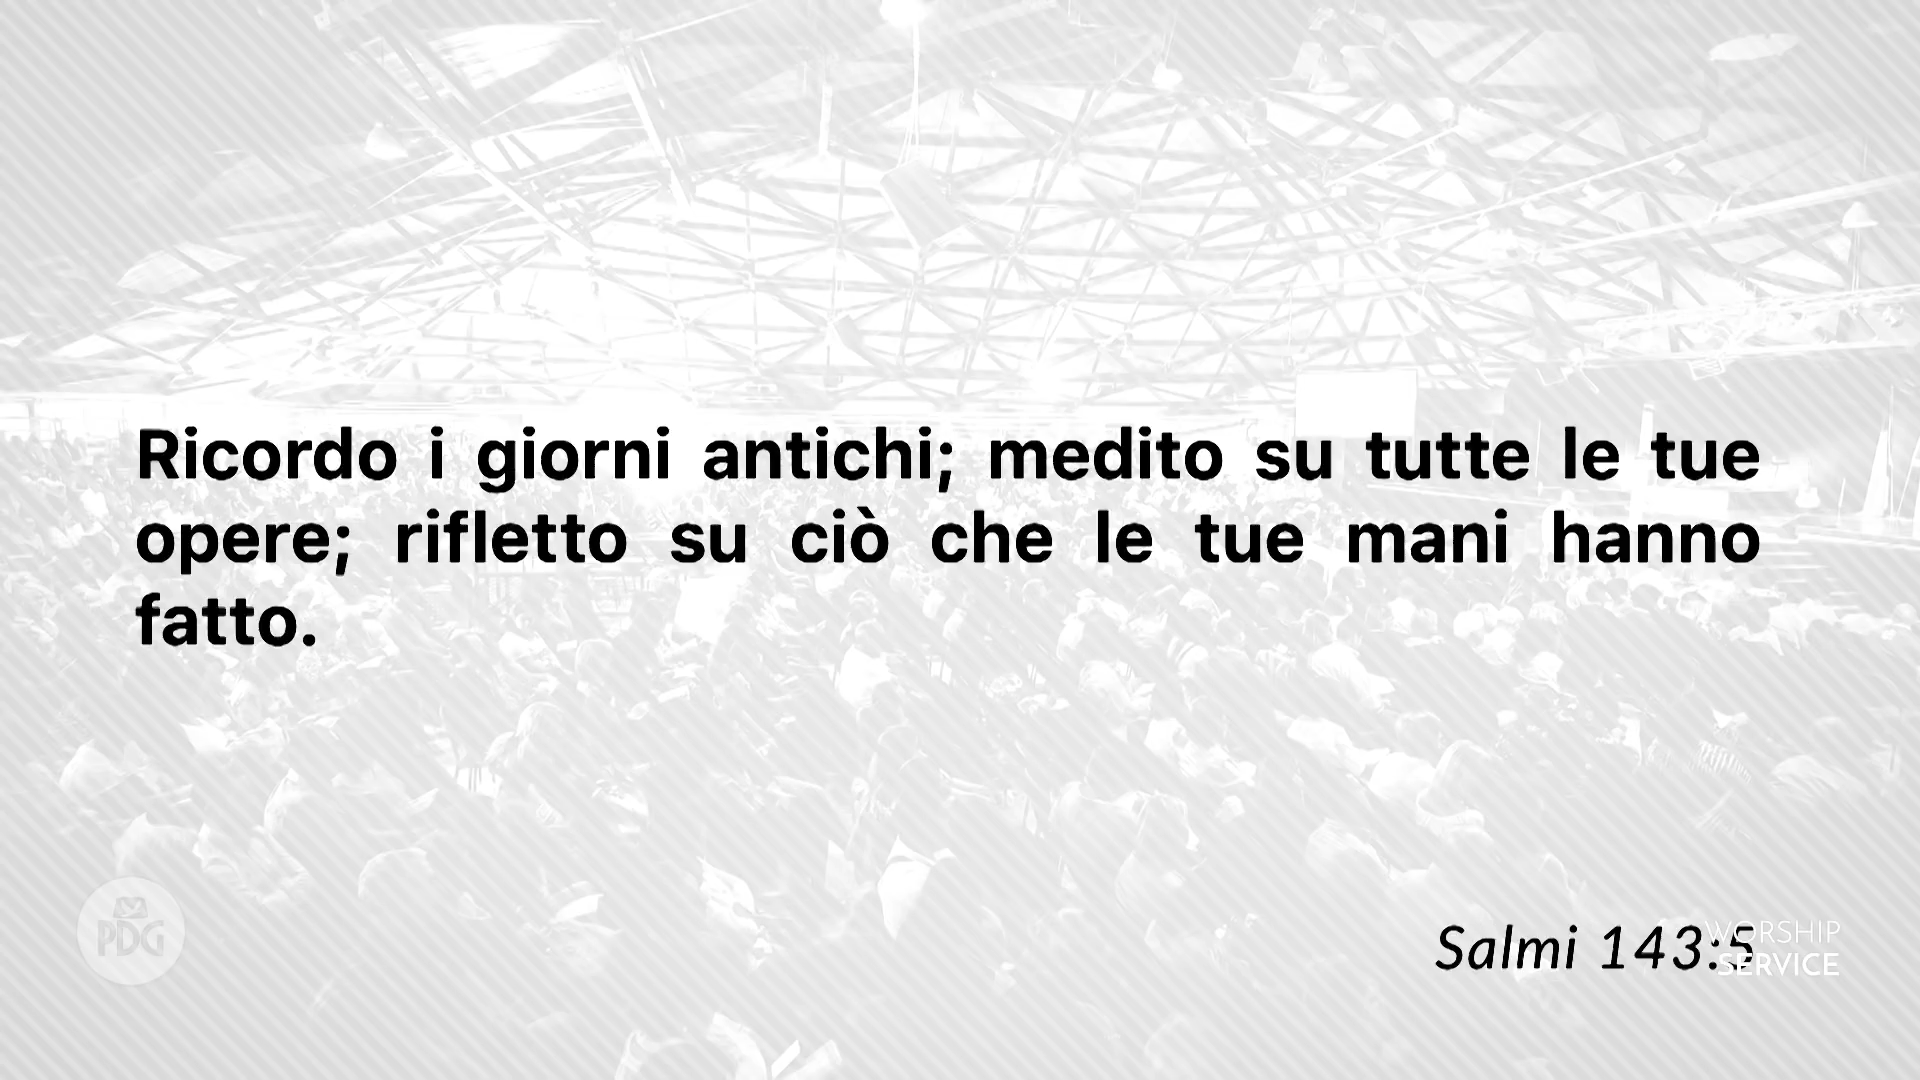 Ricordo i giorni antichi; medito su tutte le tue
opere; rifletto su ciò che le tue mani hanno
fatto.
Salmi 143:5
WORSHIP
SERVICE
PDG